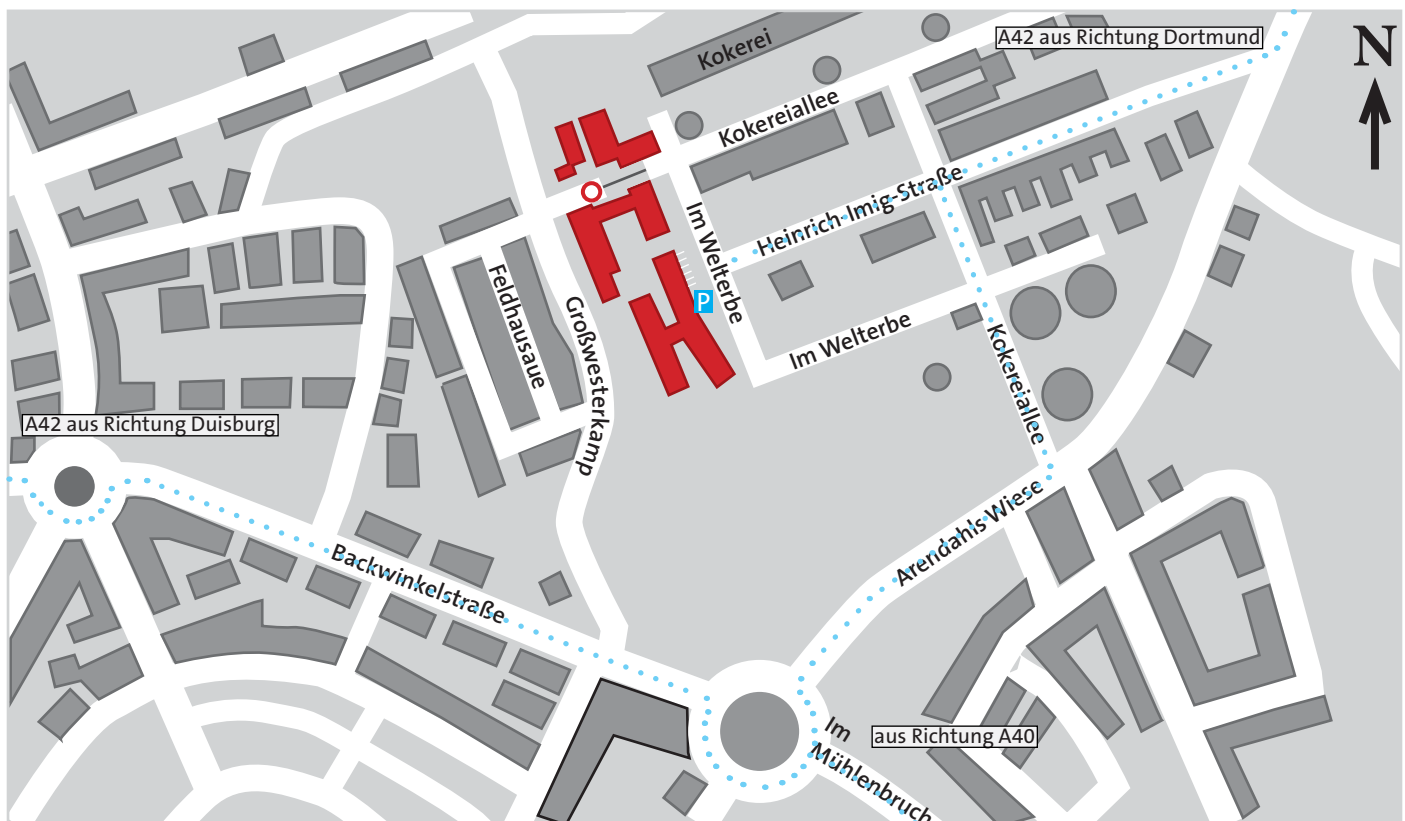 Kokerei
A42 aus Richtung Dortmund
N
Kokereiallee
Heinrich-Imig-Straße
Im Welterbe
Feldhausaue
Großwesterkamp
P
Im Welterbe
Kokereiallee
A42 aus Richtung Duisburg
Arendahls Wiese
Backwinkelstraße
Im
Mühlenbruch
aus Richtung A40